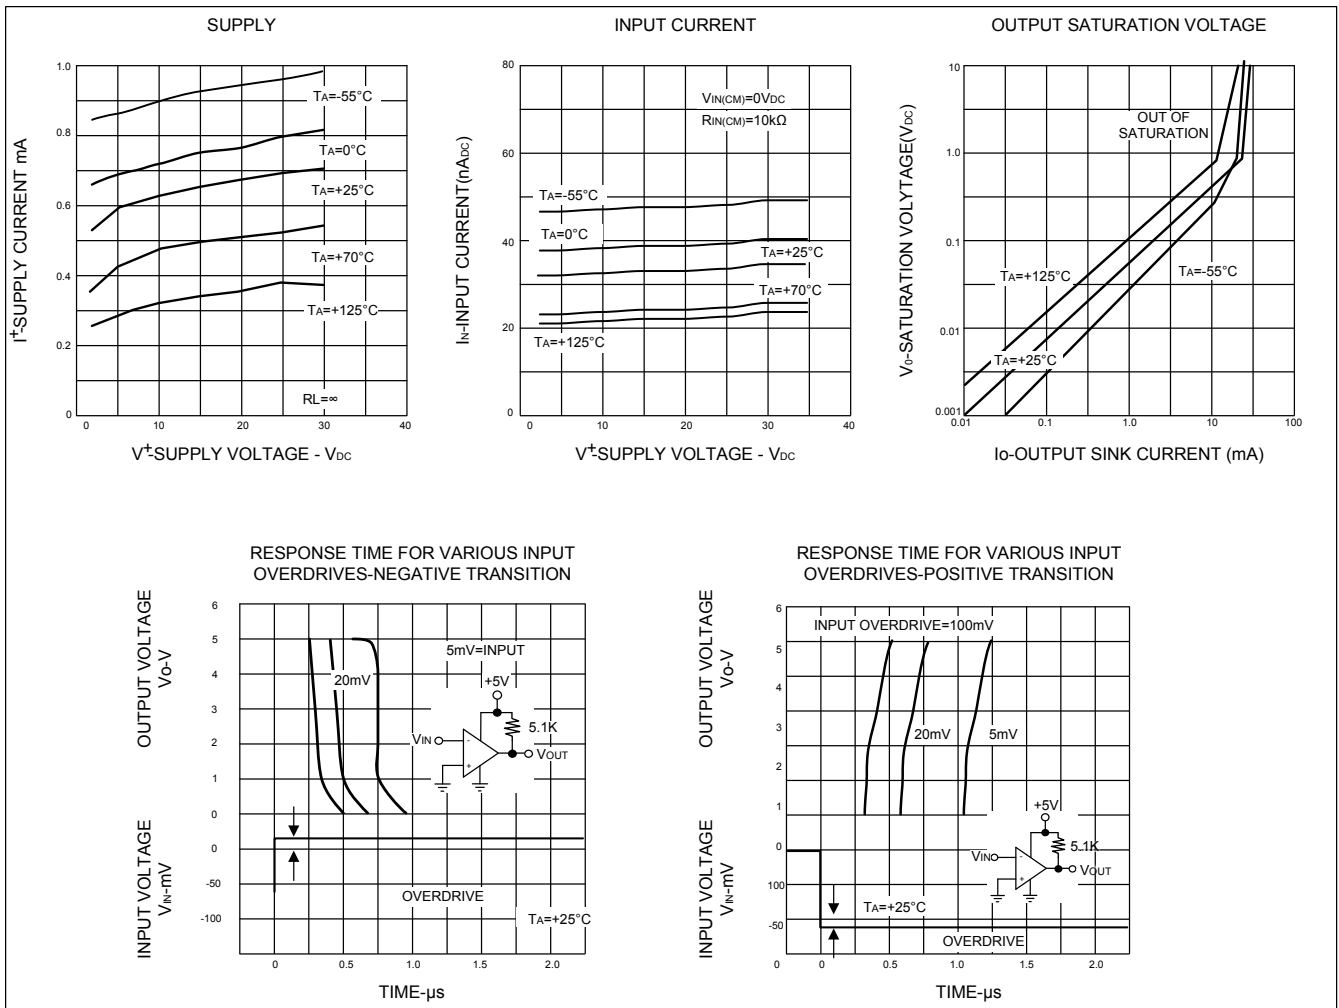 SUPPLY
I+-SUPPLY CURRENT mA
1.0
0.8
0.6
0.4
0.2
0
TA=-55°C
TA=0°C
TA=+25°C
TA=+70°C
TA=+125°C
RL=∞
0 10 20 30 40
V+-SUPPLY VOLTAGE - VDC
INPUT CURRENT
IN-INPUT CURRENT(nADC)
80
60
40
20
0
VIN(CM)=0VDC
RIN(CM)=10kΩ
TA=-55°C
TA=0°C
TA=+25°C
TA=+70°C
TA=+125°C
0 10 20 30 40
V+-SUPPLY VOLTAGE - VDC
OUTPUT SATURATION VOLTAGE
V0-SATURATION VOLYTAGE(VDC)
10
1.0
0.1
0.01
0.001
OUT OF
SATURATION
TA=+125°C
TA=-55°C
TA=+25°C
0.01 0.1 1.0 10 100
Io-OUTPUT SINK CURRENT (mA)
RESPONSE TIME FOR VARIOUS INPUT
OVERDRIVES-NEGATIVE TRANSITION
OUTPUT VOLTAGE
Vo-V
INPUT VOLTAGE
VIN-mV
6
5
4
3
2
1
0
0
-50
-100
5mV=INPUT
20mV
+5V
5.1K
VIN
-
+
VOUT
OVERDRIVE
TA=+25°C
0 0.5 1.5 1.5 2.0
TIME-µs
RESPONSE TIME FOR VARIOUS INPUT
OVERDRIVES-POSITIVE TRANSITION
OUTPUT VOLTAGE
Vo-V
INPUT VOLTAGE
VIN-mV
6
5
4
3
2
1
0
100
-50
0
INPUT OVERDRIVE=100mV
20mV
5mV
+5V
5.1K
VIN
-
+
VOUT
TA=+25°C
OVERDRIVE
0 0.5 1.0 1.5 2.0
TIME-µs